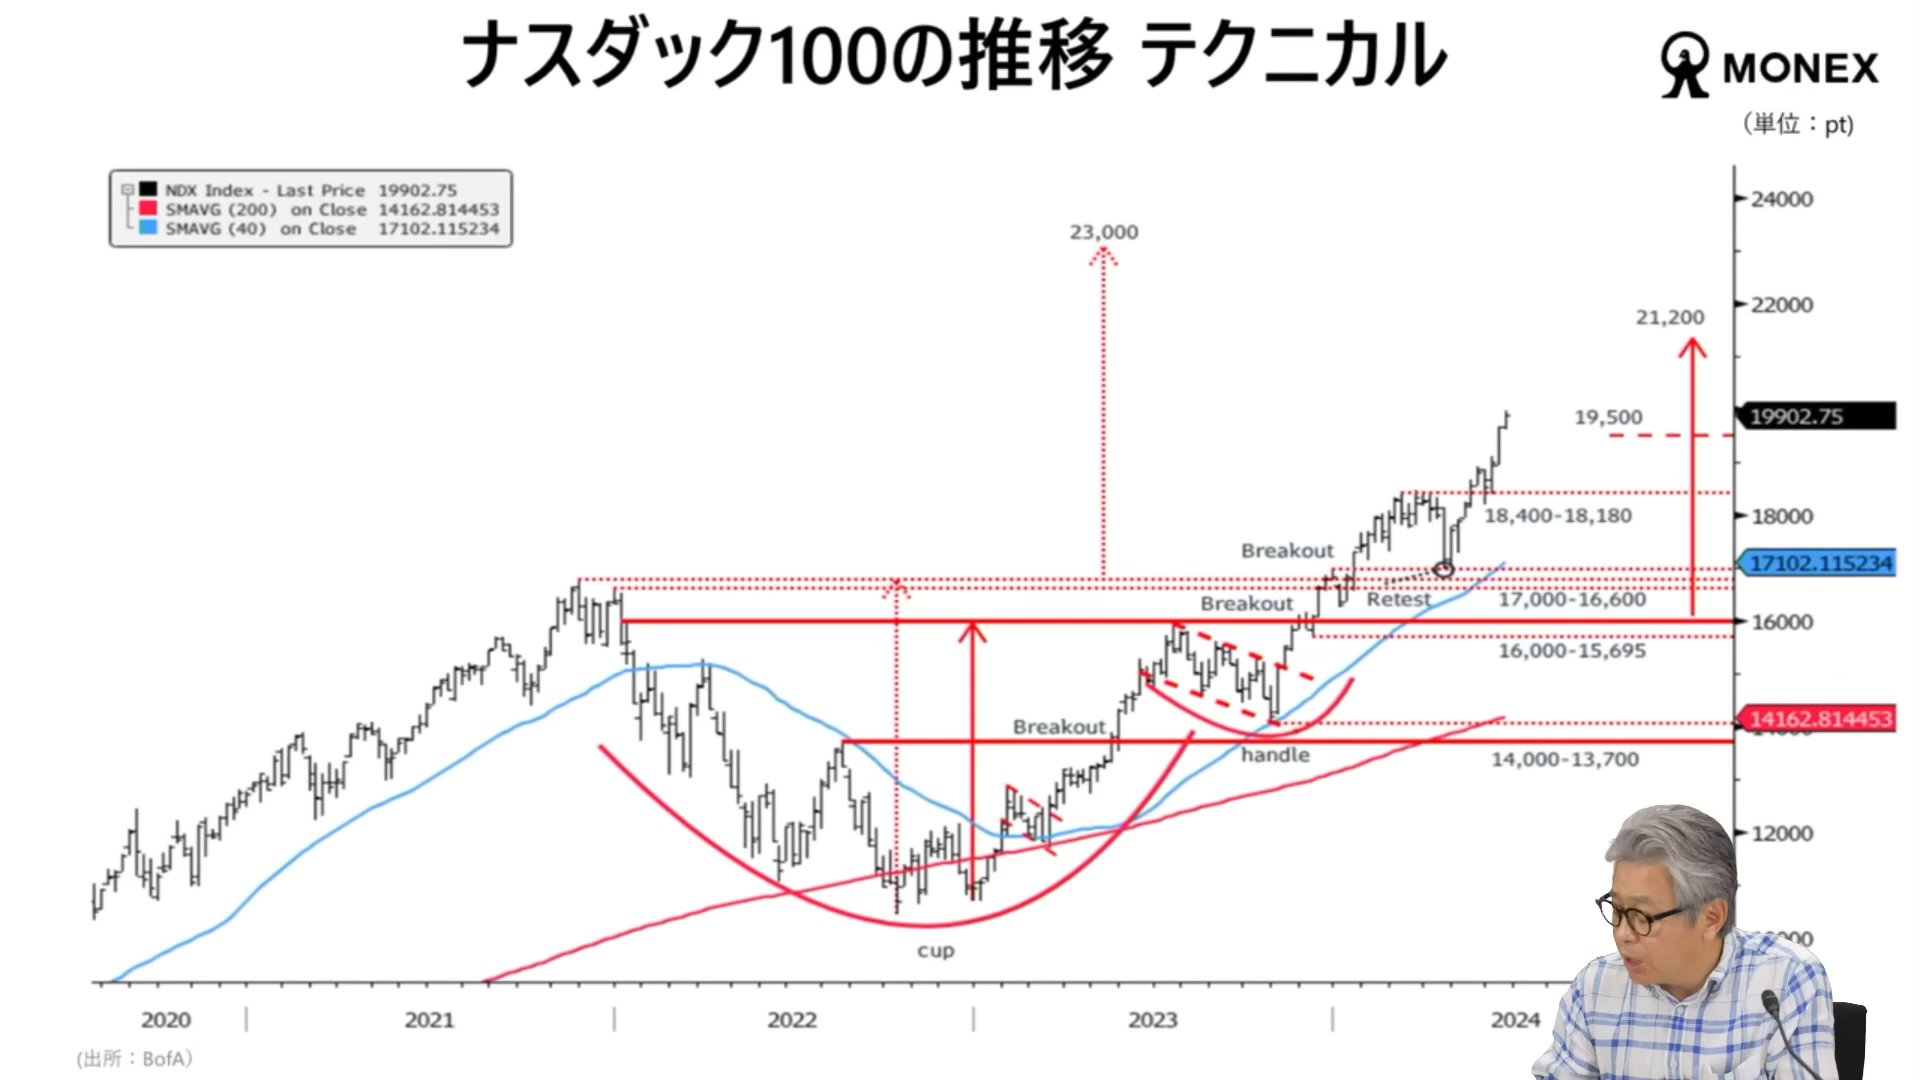 ナスダック100の推移 テクニカル
MONEX
(単位：pt)
NDX Index - Last Price 19902.75
SMAVG (200) on Close 14162.814453
SMAVG (40) on Close 17102.115234
24000
23,000
22000
21,200
19902.75
19,500
18,400-18,180
18000
Breakout
17102.115234
Retest
17,000-16,600
Breakout
16000
16,000-15,695
14162.814453
Breakout
handle
14,000-13,700
12000
cup
2020
2021
2022
2023
2024
(出所：BofA)